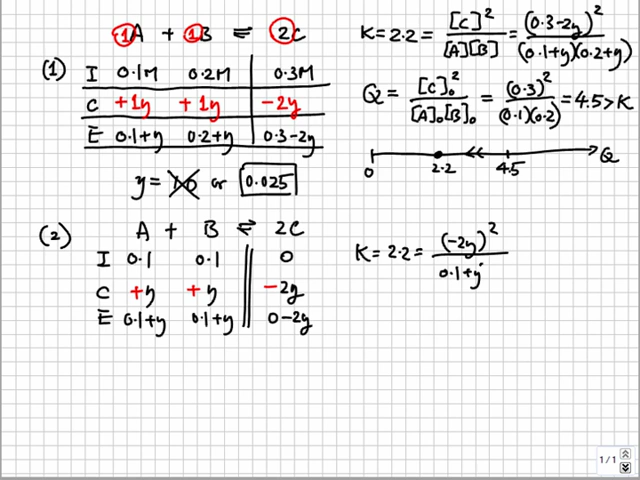 1A + 1B ⇌ 2C
K = 2.2 = [C]² / [A][B] = (0.3-2y)² / (0.1+y)(0.2+y)
(1) I 0.1M 0.2M 0.3M
C +1y +1y -2y
E 0.1+y 0.2+y 0.3-2y
Q = [C]₀² / [A]₀[B]₀ = (0.3)² / (0.1)(0.2) = 4.5 > K
0 2.2 4.5 Q
y = or 0.025
(2) A + B ⇌ 2C
I 0.1 0.1 0
C +y +y -2y
E 0.1+y 0.1+y 0-2y
K = 2.2 = (-2y)² / 0.1+y
1/1